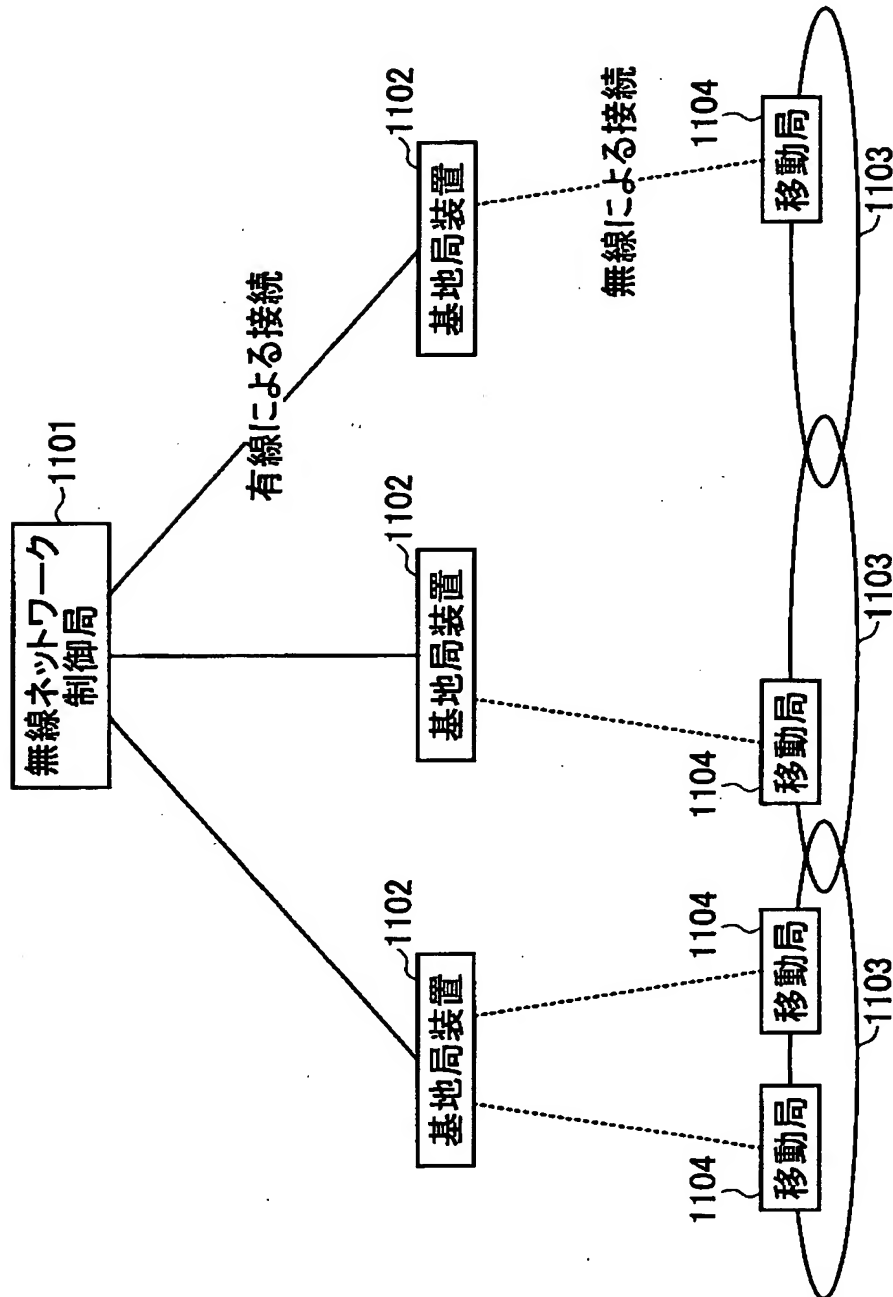 無線ネットワーク
制御局
1101
有線による接続
1102
基地局装置
1102
基地局装置
1102
基地局装置
無線による接続
1104
移動局
1104
移動局
1104
移動局
1104
移動局
1103
1103
1103